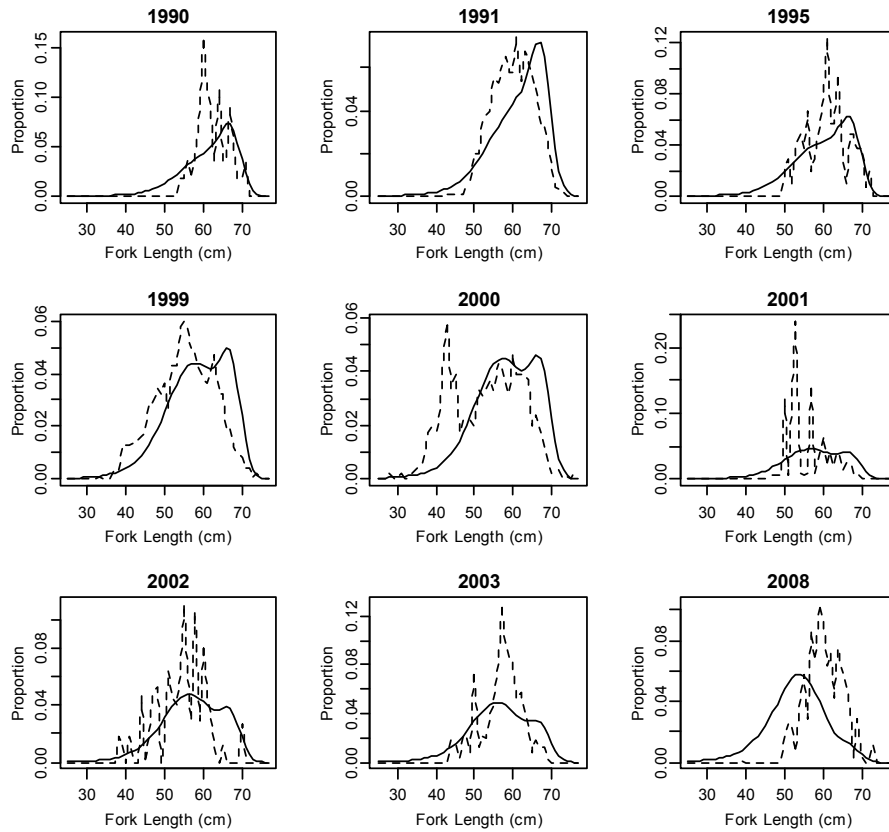 1990
Proportion
0.00 0.05 0.10 0.15
30 40 50 60 70
Fork Length (cm)
1991
Proportion
0.00 0.04
30 40 50 60 70
Fork Length (cm)
1995
Proportion
0.00 0.04 0.08 0.12
30 40 50 60 70
Fork Length (cm)
1999
Proportion
0.00 0.02 0.04 0.06
30 40 50 60 70
Fork Length (cm)
2000
Proportion
0.00 0.02 0.04 0.06
30 40 50 60 70
Fork Length (cm)
2001
Proportion
0.00 0.10 0.20
30 40 50 60 70
Fork Length (cm)
2002
Proportion
0.00 0.04 0.08
30 40 50 60 70
Fork Length (cm)
2003
Proportion
0.00 0.04 0.08 0.12
30 40 50 60 70
Fork Length (cm)
2008
Proportion
0.00 0.04 0.08
30 40 50 60 70
Fork Length (cm)